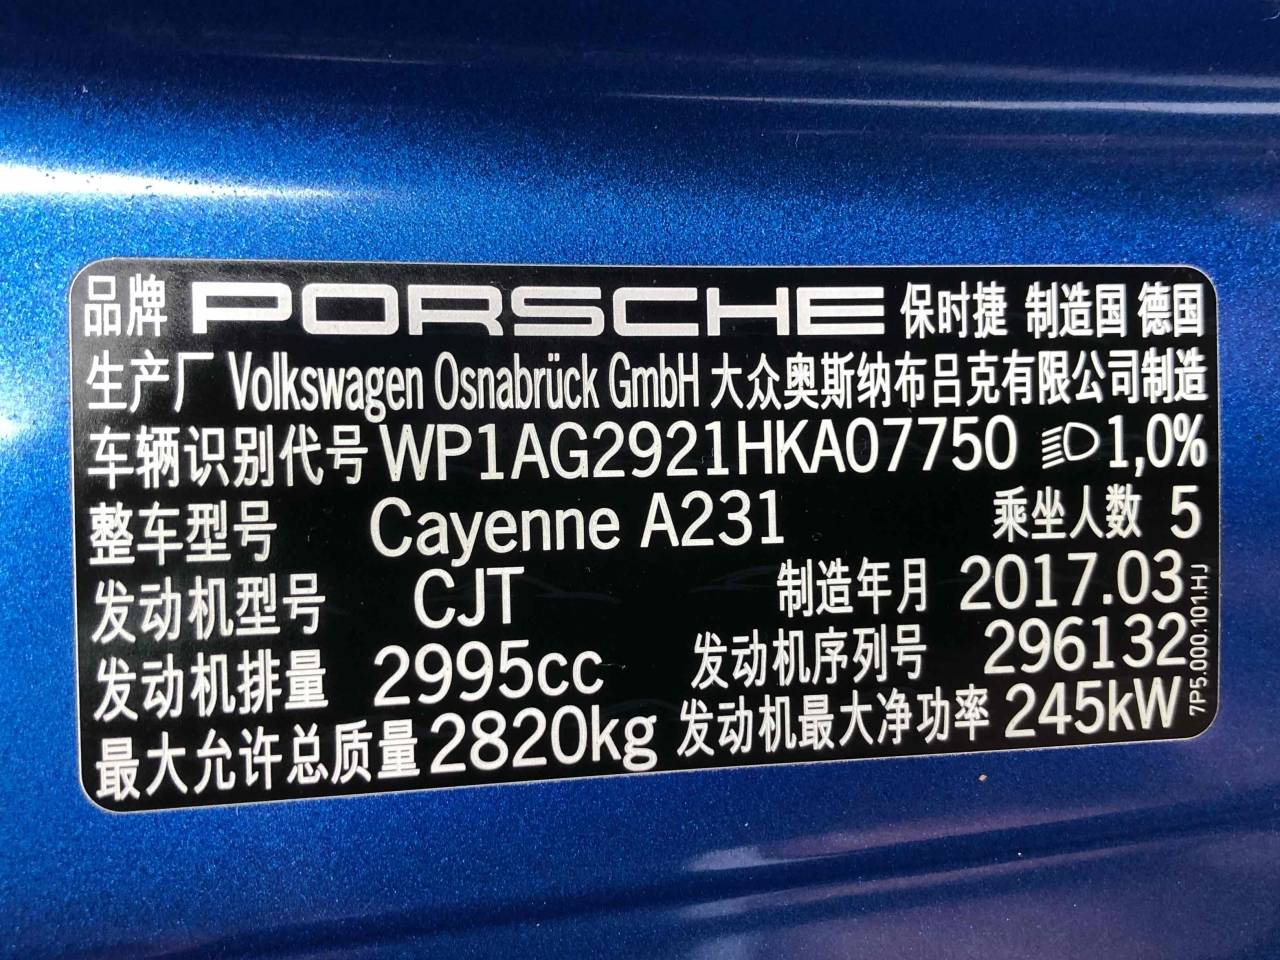 品牌 PORSCHE 保时捷 制造国 德国
生产厂 Volkswagen Osnabrück GmbH 大众奥斯纳布吕克有限公司制造
车辆识别代号 WP1AG2921HKA07750 1,0%
整车型号 Cayenne A231 乘坐人数 5
发动机型号 CJT 制造年月 2017.03
发动机排量 2995cc 发动机序列号 296132
最大允许总质量 2820kg 发动机最大净功率 245kW
7P5.000.101.HJ